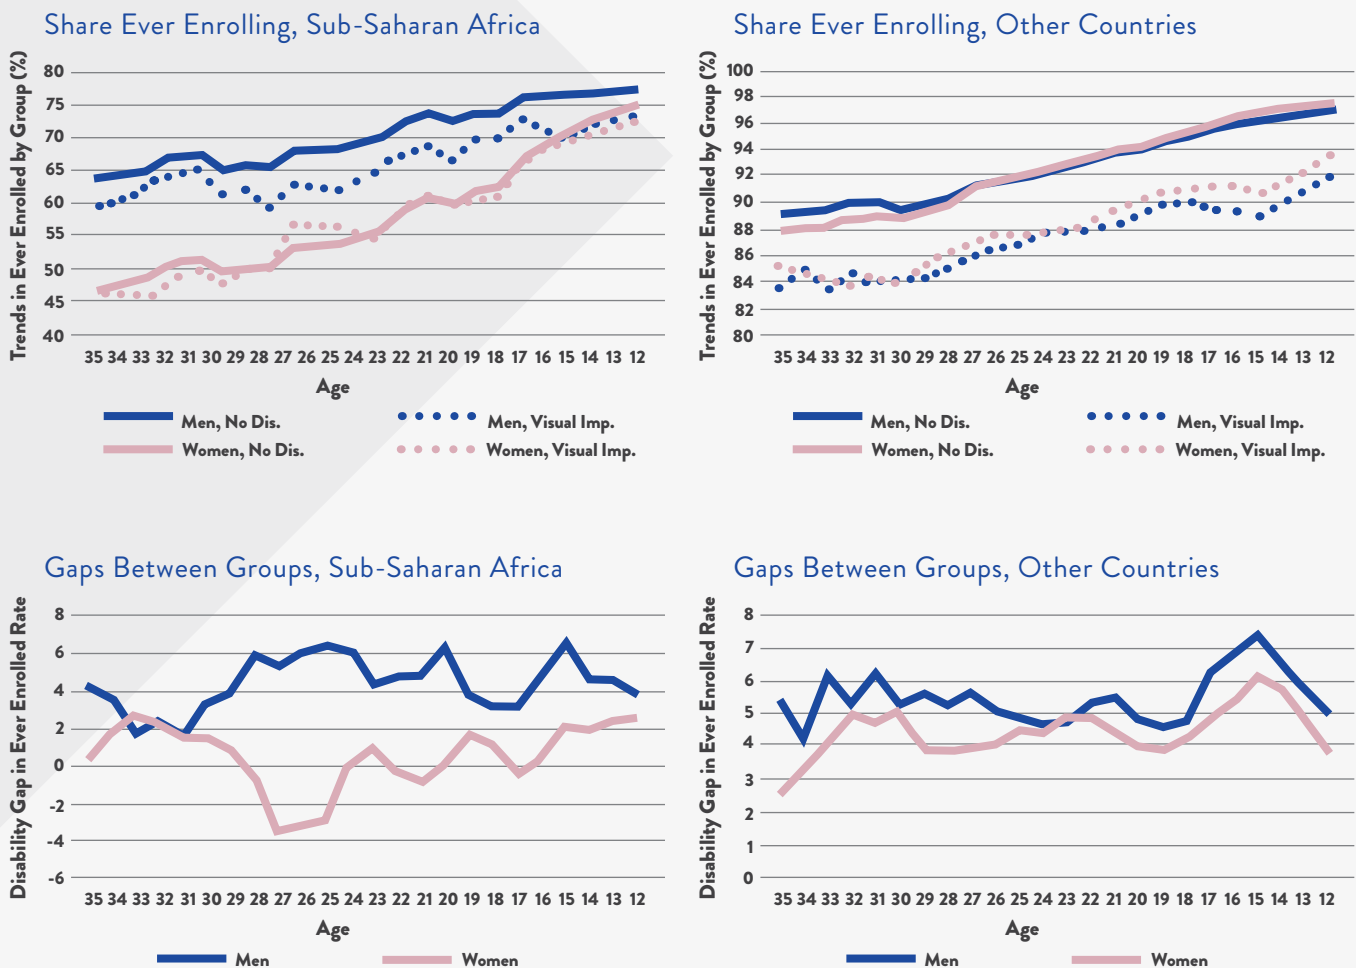 Share Ever Enrolling, Sub-Saharan Africa
Trends in Ever Enrolled by Group (%)
80
75
70
65
60
55
50
45
40
35 34 33 32 31 30 29 28 27 26 25 24 23 22 21 20 19 18 17 16 15 14 13 12
Age
Men, No Dis.
Men, Visual Imp.
Women, No Dis.
Women, Visual Imp.
Share Ever Enrolling, Other Countries
Trends in Ever Enrolled by Group (%)
100
98
96
94
92
90
88
86
84
82
80
35 34 33 32 31 30 29 28 27 26 25 24 23 22 21 20 19 18 17 16 15 14 13 12
Age
Men, No Dis.
Men, Visual Imp.
Women, No Dis.
Women, Visual Imp.
Gaps Between Groups, Sub-Saharan Africa
Disability Gap in Ever Enrolled Rate
8
6
4
2
0
-2
-4
-6
35 34 33 32 31 30 29 28 27 26 25 24 23 22 21 20 19 18 17 16 15 14 13 12
Age
Men
Women
Gaps Between Groups, Other Countries
Disability Gap in Ever Enrolled Rate
8
7
6
5
4
3
2
1
0
35 34 33 32 31 30 29 28 27 26 25 24 23 22 21 20 19 18 17 16 15 14 13 12
Age
Men
Women